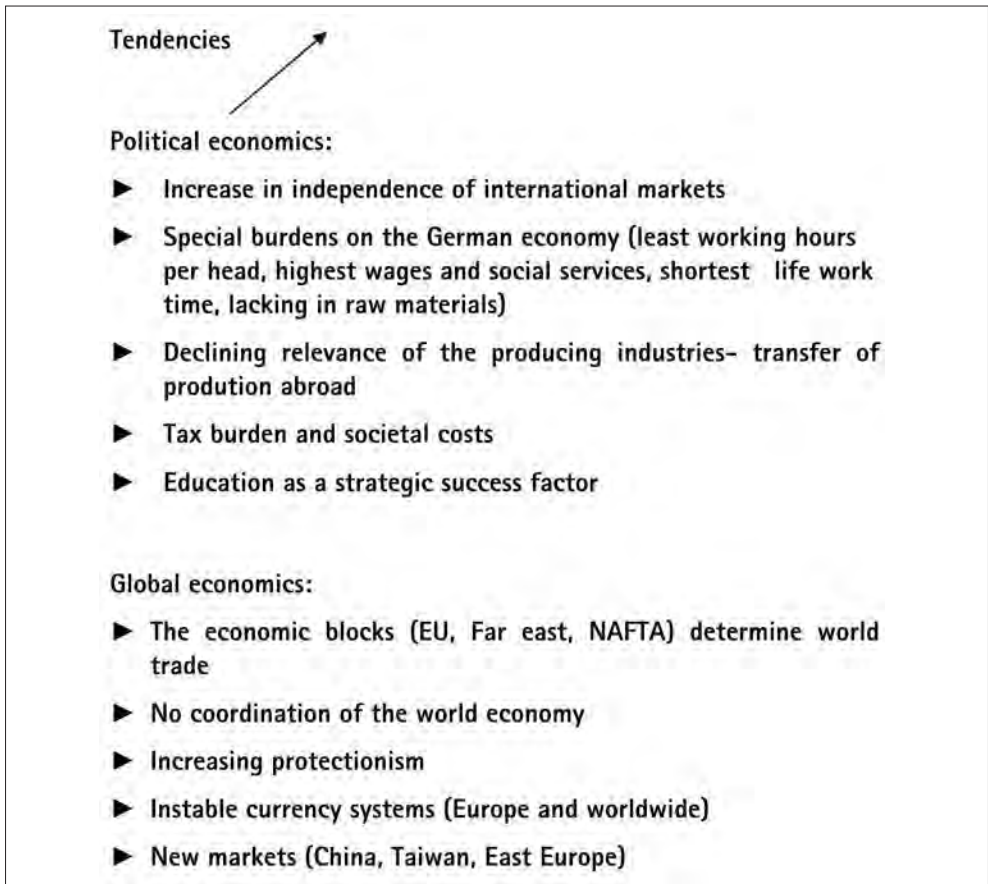 Tendencies
Political economics:
► Increase in independence of international markets
► Special burdens on the German economy (least working hours
per head, highest wages and social services, shortest life work
time, lacking in raw materials)
► Declining relevance of the producing industries– transfer of
prodution abroad
► Tax burden and societal costs
► Education as a strategic success factor
Global economics:
► The economic blocks (EU, Far east, NAFTA) determine world
trade
► No coordination of the world economy
► Increasing protectionism
► Instable currency systems (Europe and worldwide)
► New markets (China, Taiwan, East Europe)